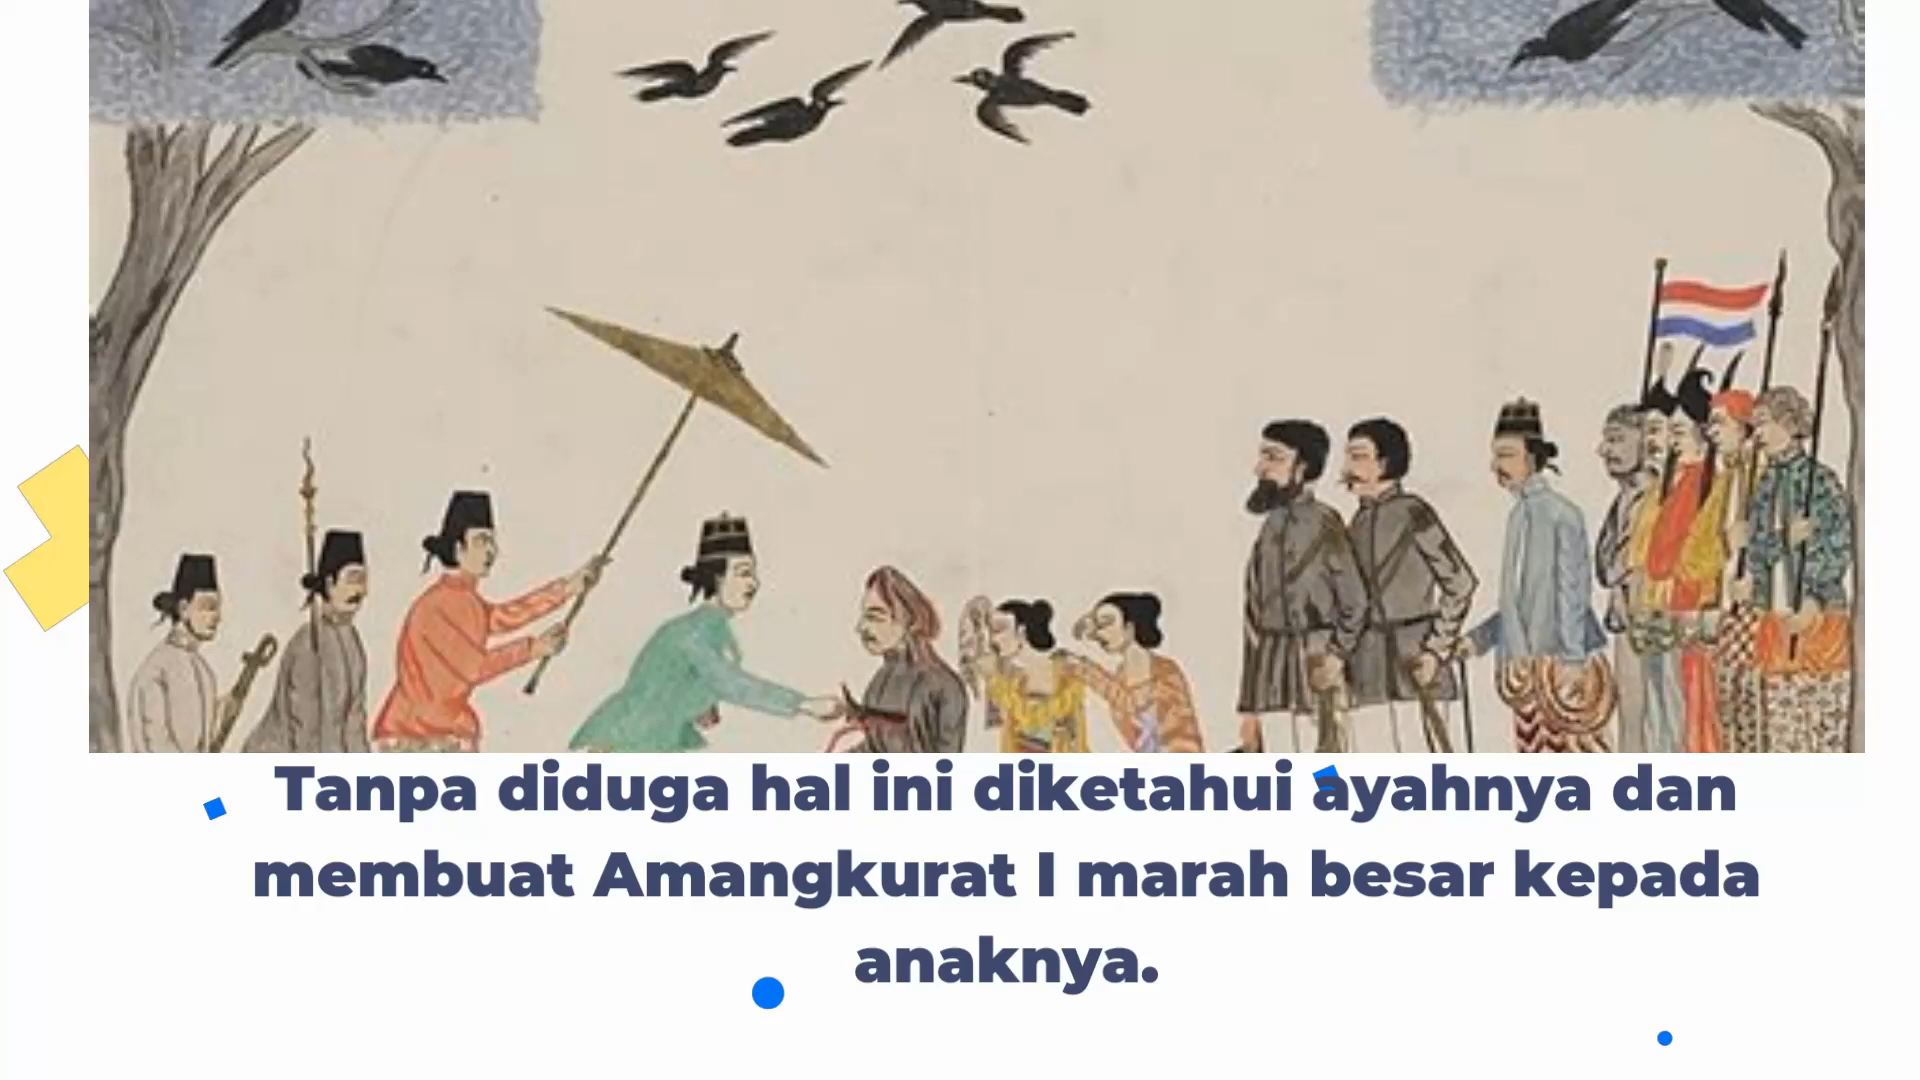 Tanpa diduga hal ini diketahui ayahnya dan
membuat Amangkurat I marah besar kepada
anaknya.